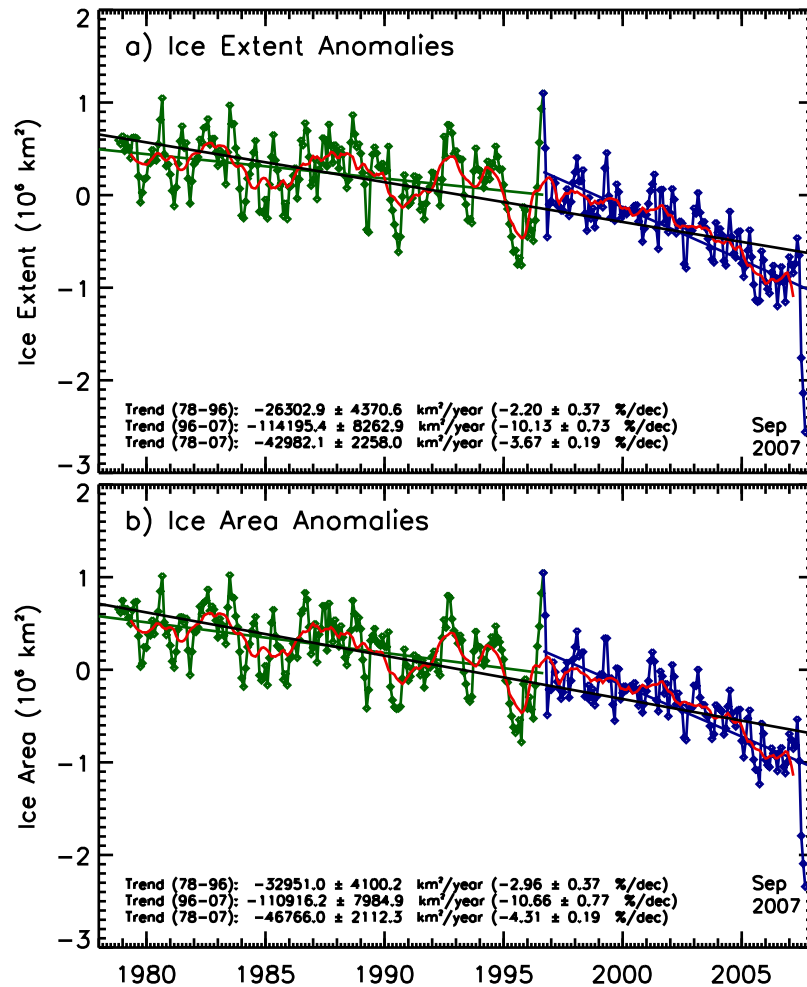 a) Ice Extent Anomalies
2
1
0
−1
−2
−3
Ice Extent (10⁶ km²)
Trend (78−96): −26302.9 ± 4370.6 km²/year (−2.20 ± 0.37 %/dec)
Trend (96−07): −114195.4 ± 8262.9 km²/year (−10.13 ± 0.73 %/dec)
Trend (78−07): −42982.1 ± 2258.0 km²/year (−3.67 ± 0.19 %/dec)
Sep
2007
b) Ice Area Anomalies
2
1
0
−1
−2
−3
Ice Area (10⁶ km²)
Trend (78−96): −32951.0 ± 4100.2 km²/year (−2.96 ± 0.37 %/dec)
Trend (96−07): −110916.2 ± 7984.9 km²/year (−10.66 ± 0.77 %/dec)
Trend (78−07): −46766.0 ± 2112.3 km²/year (−4.31 ± 0.19 %/dec)
Sep
2007
1980 1985 1990 1995 2000 2005